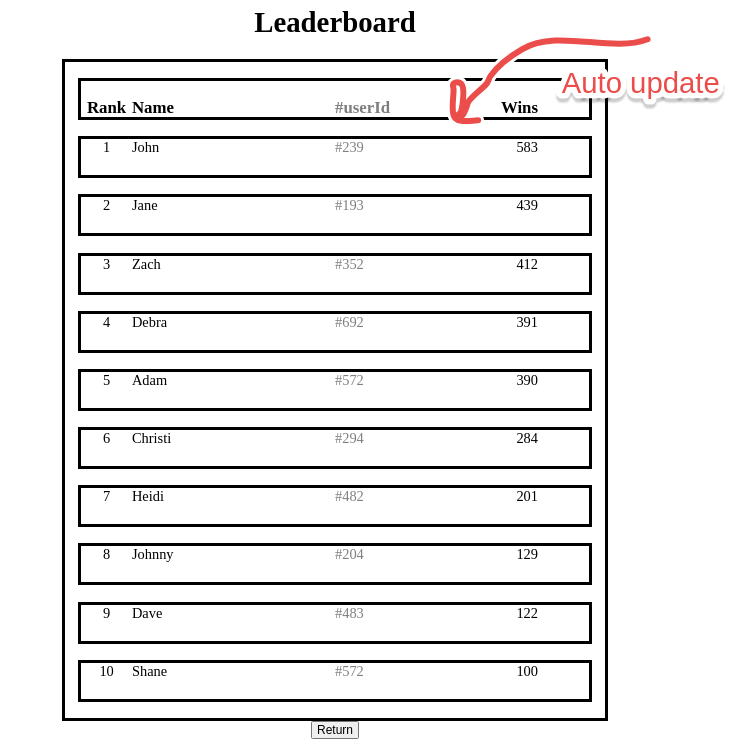 Leaderboard
Auto update
Rank Name #userId Wins
1 John #239 583
2 Jane #193 439
3 Zach #352 412
4 Debra #692 391
5 Adam #572 390
6 Christi #294 284
7 Heidi #482 201
8 Johnny #204 129
9 Dave #483 122
10 Shane #572 100
Return